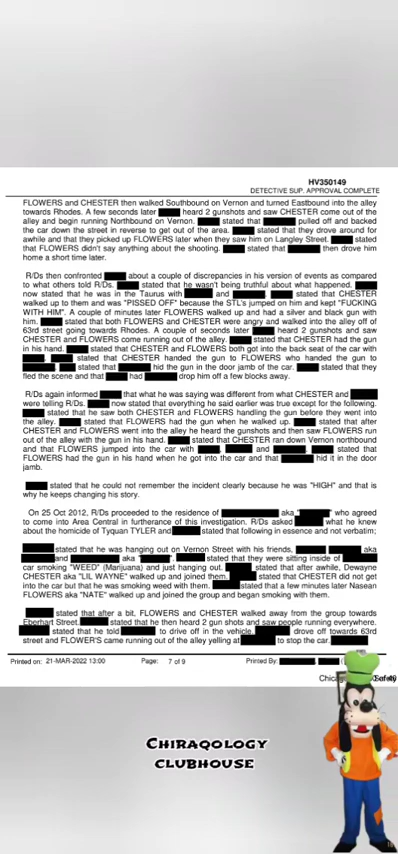 HV350149
DETECTIVE SUP. APPROVAL COMPLETE
FLOWERS and CHESTER then walked Southbound on Vernon and turned Eastbound into the alley
towards Rhodes. A few seconds later heard 2 gunshots and saw CHESTER come out of the
alley and begin running Northbound on Vernon. stated that pulled off and backed
the car down the street in reverse to get out of the area. stated that they drove around for
awhile and that they picked up FLOWERS later when they saw him on Langley Street. stated
that FLOWERS didn't say anything about the shooting. stated that then drove him
home a short time later.
R/Ds then confronted about a couple of discrepancies in his version of events as compared
to what others told R/Ds. stated that he wasn't being truthful about what happened.
now stated that he was in the Taurus with and . stated that CHESTER
walked up to them and was "PISSED OFF" because the STL's jumped on him and kept "FUCKING
WITH HIM". A couple of minutes later FLOWERS walked up and had a silver and black gun with
him. stated that both FLOWERS and CHESTER were angry and walked into the alley off of
63rd street going towards Rhodes. A couple of seconds later heard 2 gunshots and saw
CHESTER and FLOWERS come running out of the alley. stated that CHESTER had the gun
in his hand. stated that CHESTER and FLOWERS both got into the back seat of the car with
, stated that CHESTER handed the gun to FLOWERS who handed the gun to
, stated that hid the gun in the door jamb of the car. stated that they
fled the scene and that had drop him off a few blocks away.
R/Ds again informed that what he was saying was different from what CHESTER and
were telling R/Ds. now stated that everything he said earlier was true except for the following.
stated that he saw both CHESTER and FLOWERS handling the gun before they went into
the alley. stated that FLOWERS had the gun when he walked up. stated that after
CHESTER and FLOWERS went into the alley he heard the gunshots and then saw FLOWERS run
out of the alley with the gun in his hand. stated that CHESTER ran down Vernon northbound
and that FLOWERS jumped into the car with , and . stated that
FLOWERS had the gun in his hand when he got into the car and that hid it in the door
jamb.
stated that he could not remember the incident clearly because he was "HIGH" and that is
why he keeps changing his story.
On 25 Oct 2012, R/Ds proceeded to the residence of aka " " who agreed
to come into Area Central in furtherance of this investigation. R/Ds asked what he knew
about the homicide of Tyquan TYLER and stated following in essence and not verbatim;
stated that he was hanging out on Vernon Street with his friends, aka
and aka " ". stated that they were sitting inside of
car smoking "WEED" (Marijuana) and just hanging out. stated that after awhile, Dewayne
CHESTER aka "LIL WAYNE" walked up and joined them. stated that CHESTER did not get
into the car but that he was smoking weed with them. stated that a few minutes later Nasean
FLOWERS aka "NATE" walked up and joined the group and began smoking with them.
stated that after a bit, FLOWERS and CHESTER walked away from the group towards
Eberhart Street. stated that he then heard 2 gun shots and saw people running everywhere.
stated that he told to drive off in the vehicle. drove off towards 63rd
street and FLOWER'S came running out of the alley yelling at to stop the car.
Printed on: 21-MAR-2022 13:00 Page: 7 of 9 Printed By:
CHIRAQOLOGY
CLUBHOUSE